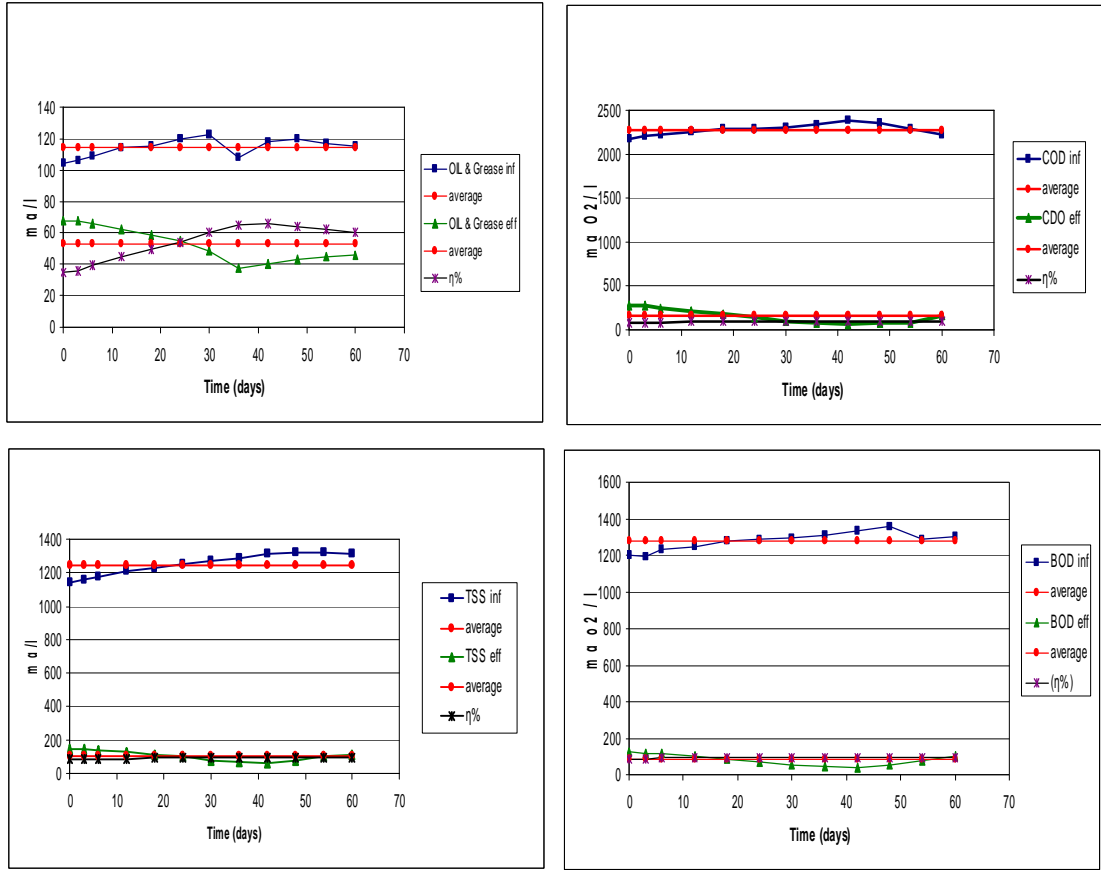 140
120
100
80
60
40
20
0
0 10 20 30 40 50 60 70
Time (days)
m g/l
OIL & Grease inf
average
OIL & Grease eff
average
η%
2500
2000
1500
1000
500
0
0 10 20 30 40 50 60 70
Time (days)
m g O2/l
COD inf
average
CDO eff
average
η%
1400
1200
1000
800
600
400
200
0
0 10 20 30 40 50 60 70
Time (days)
m g/l
TSS inf
average
TSS eff
average
η%
1600
1400
1200
1000
800
600
400
200
0
0 10 20 30 40 50 60 70
Time (days)
m g o2/l
BOD inf
average
BOD eff
average
(η%)